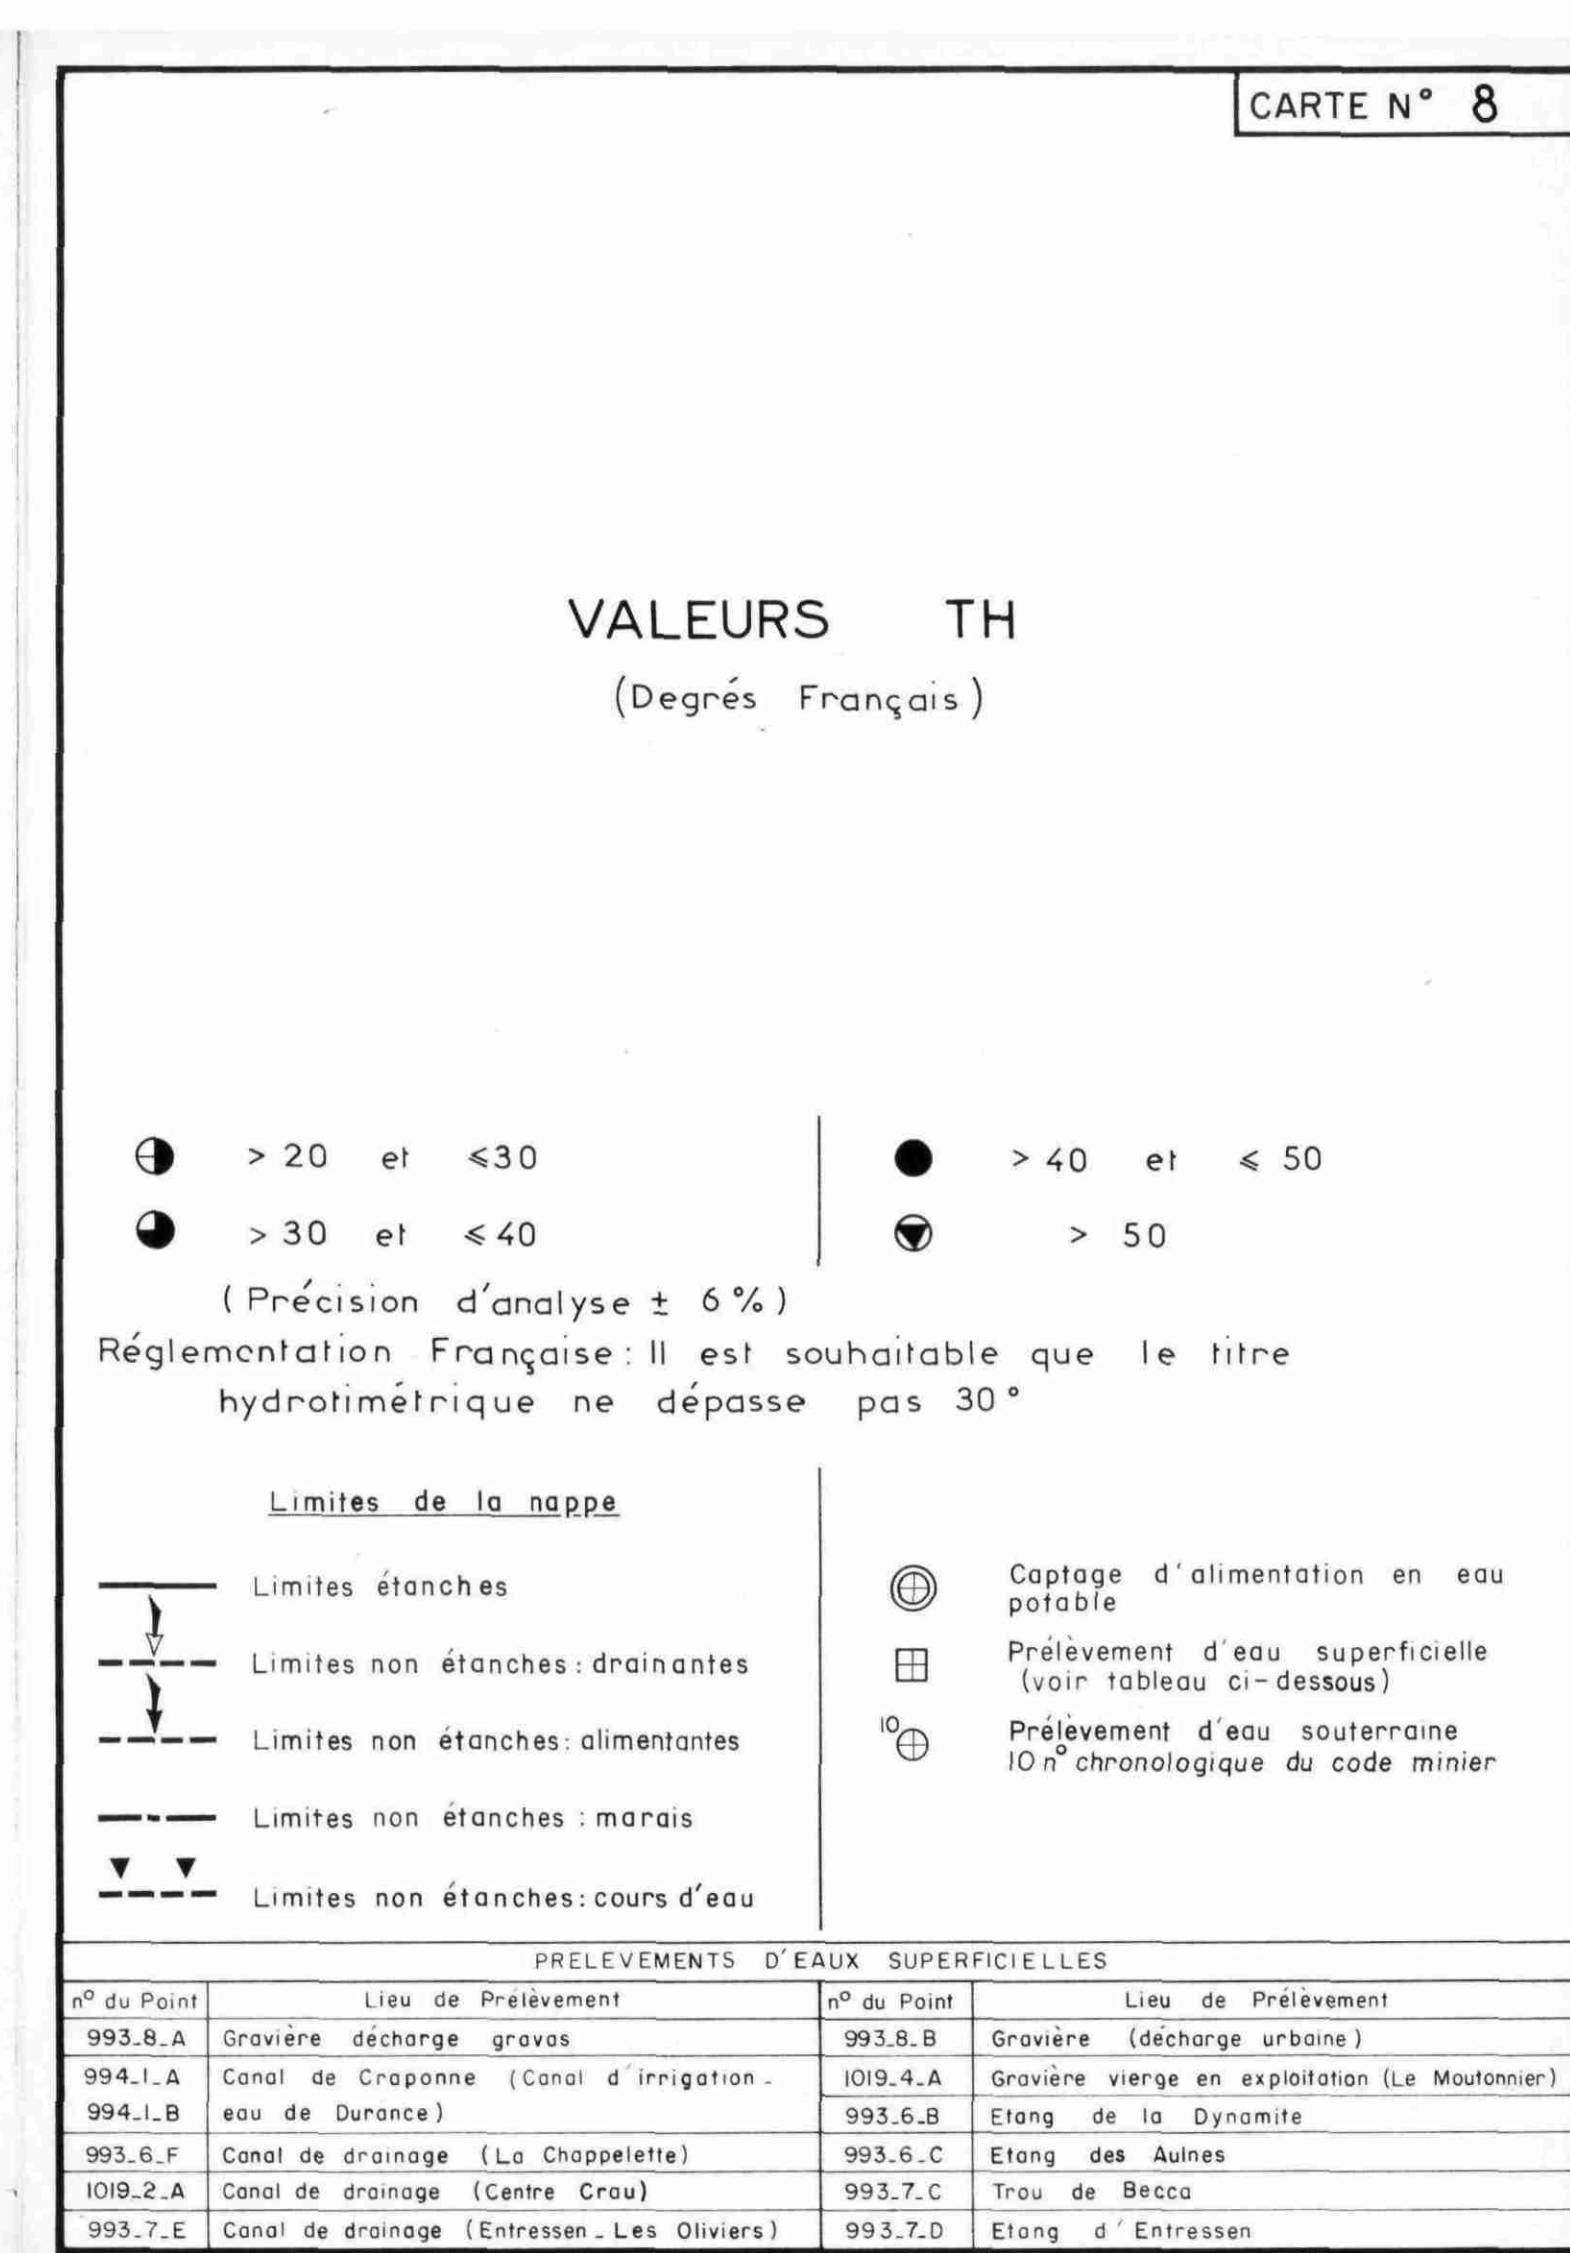 CARTE N° 8
VALEURS TH
(Degrés Français)
> 20 et ≤30
> 30 et ≤40
> 40 et ≤ 50
> 50
(Précision d'analyse ± 6 %)
Réglementation Française: Il est souhaitable que le titre
hydrotimétrique ne dépasse pas 30°
Limites de la nappe
Limites étanches
Limites non étanches: drainantes
Limites non étanches: alimentantes
Limites non étanches : marais
Limites non étanches: cours d'eau
Captage d'alimentation en eau
potable
Prélèvement d'eau superficielle
(voir tableau ci-dessous)
10
Prélèvement d'eau souterraine
10 n° chronologique du code minier
PRELEVEMENTS D'EAUX SUPERFICIELLES
n° du Point Lieu de Prélèvement n° du Point Lieu de Prélèvement
993_8_A Gravière décharge gravas 993_8_B Gravière (décharge urbaine)
994_1_A Canal de Craponne (Canal d'irrigation - 1019_4_A Gravière vierge en exploitation (Le Moutonnier)
994_1_B eau de Durance) 993_6_B Etang de la Dynamite
993_6_F Canal de drainage (La Chappelette) 993_6_C Etang des Aulnes
1019_2_A Canal de drainage (Centre Crau) 993_7_C Trou de Becca
993_7_E Canal de drainage (Entressen _ Les Oliviers) 993_7_D Etang d'Entressen